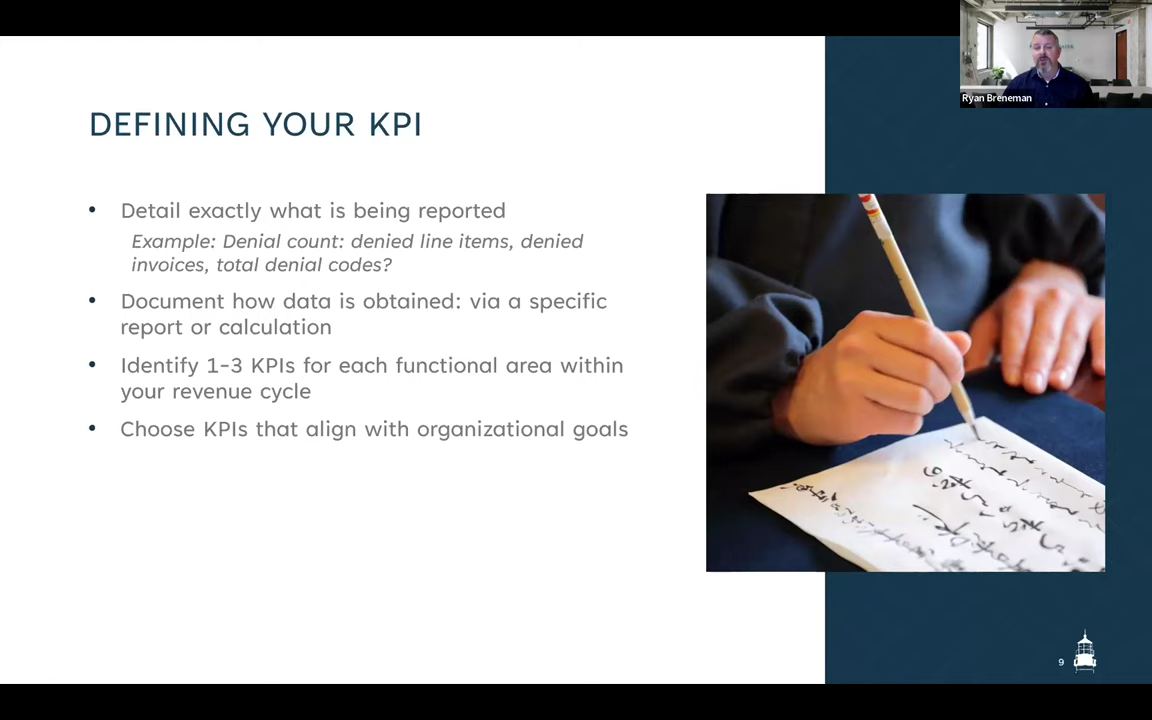 Ryan Breneman
DEFINING YOUR KPI
• Detail exactly what is being reported
Example: Denial count: denied line items, denied
invoices, total denial codes?
• Document how data is obtained: via a specific
report or calculation
• Identify 1-3 KPIs for each functional area within
your revenue cycle
• Choose KPIs that align with organizational goals
9